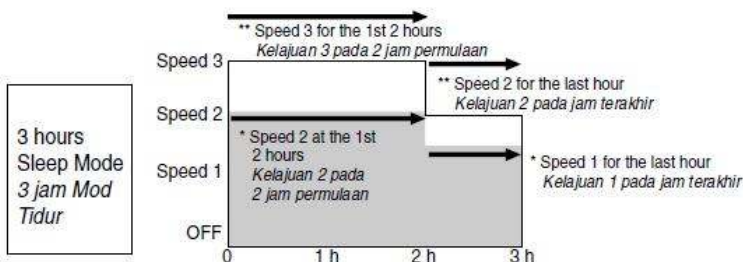 ** Speed 3 for the 1st 2 hours
Kelajuan 3 pada 2 jam permulaan
Speed 3
** Speed 2 for the last hour
Kelajuan 2 pada jam terakhir
Speed 2
* Speed 2 at the 1st
2 hours
Kelajuan 2 pada
2 jam permulaan
3 hours
Sleep Mode
3 jam Mod
Tidur
Speed 1
* Speed 1 for the last hour
Kelajuan 1 pada jam terakhir
OFF
0 1 h 2 h 3 h